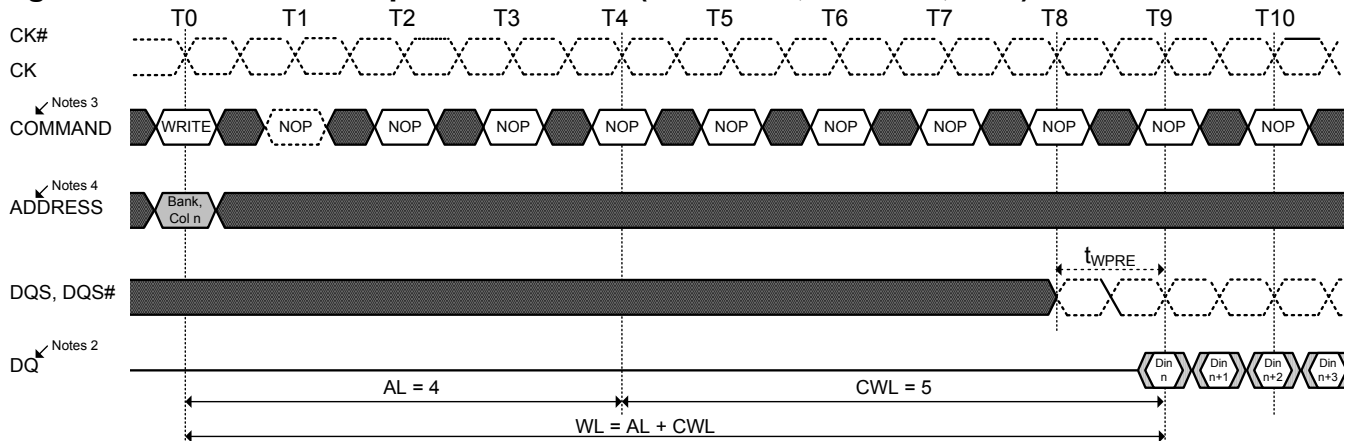 T0 T1 T2 T3 T4 T5 T6 T7 T8 T9 T10
CK#
CK
Notes 3
COMMAND WRITE NOP NOP NOP NOP NOP NOP NOP NOP NOP NOP
Notes 4
ADDRESS Bank, Col n
tWPRE
DQS, DQS#
Notes 2
DQ Din n Din n+1 Din n+2 Din n+3
AL = 4 CWL = 5
WL = AL + CWL